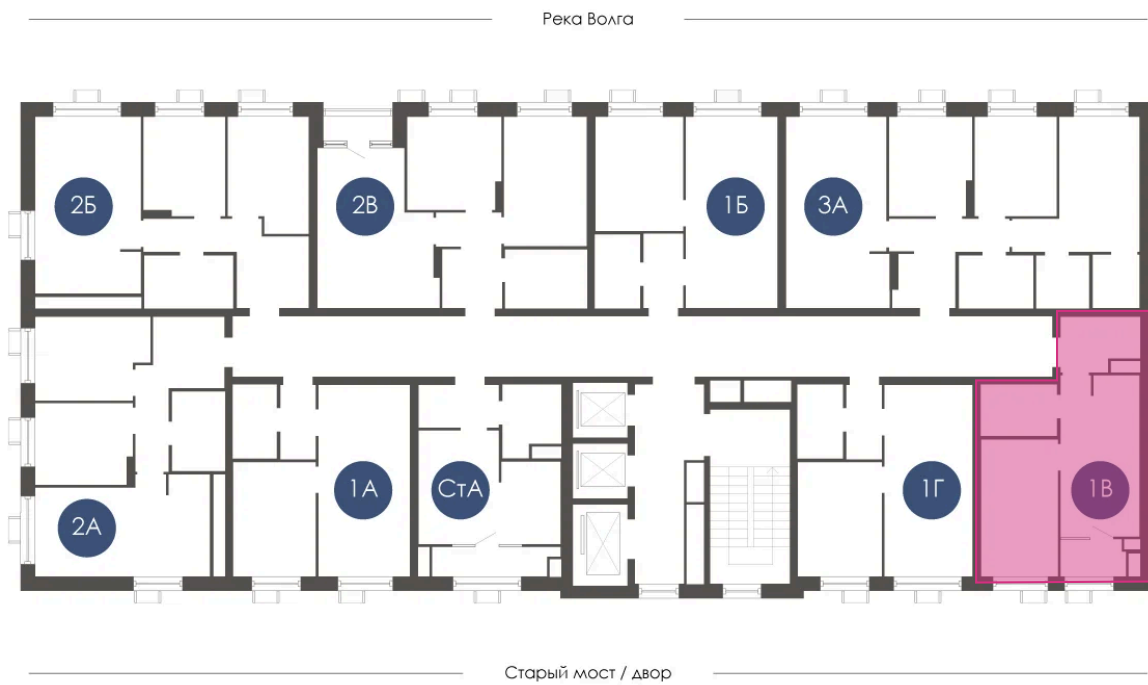 Река Волга
2Б
2В
1Б
3А
1А
СтА
1Г
1В
2А
Старый мост / двор